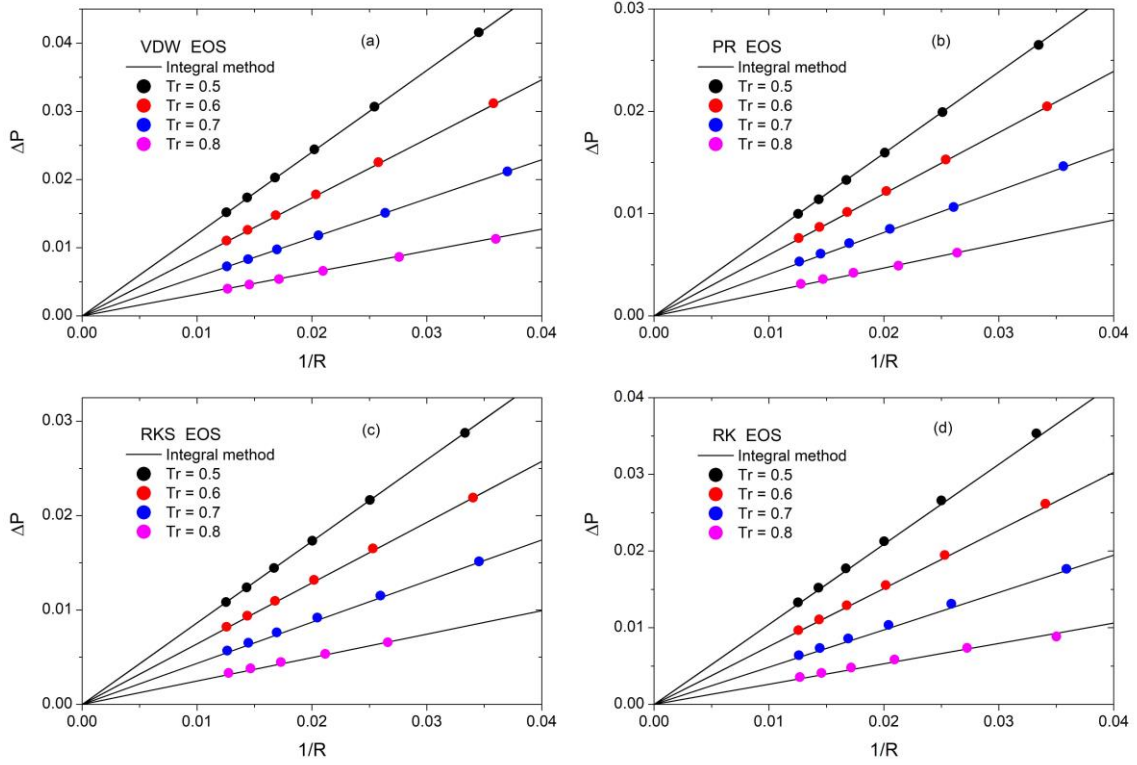 VDW EOS
(a)
Integral method
Tr = 0.5
Tr = 0.6
Tr = 0.7
Tr = 0.8
ΔP
0.04
0.03
0.02
0.01
0.00
0.00 0.01 0.02 0.03 0.04
1/R
PR EOS
(b)
Integral method
Tr = 0.5
Tr = 0.6
Tr = 0.7
Tr = 0.8
ΔP
0.03
0.02
0.01
0.00
0.00 0.01 0.02 0.03 0.04
1/R
RKS EOS
(c)
Integral method
Tr = 0.5
Tr = 0.6
Tr = 0.7
Tr = 0.8
ΔP
0.03
0.02
0.01
0.00
0.00 0.01 0.02 0.03 0.04
1/R
RK EOS
(d)
Integral method
Tr = 0.5
Tr = 0.6
Tr = 0.7
Tr = 0.8
ΔP
0.04
0.03
0.02
0.01
0.00
0.00 0.01 0.02 0.03 0.04
1/R